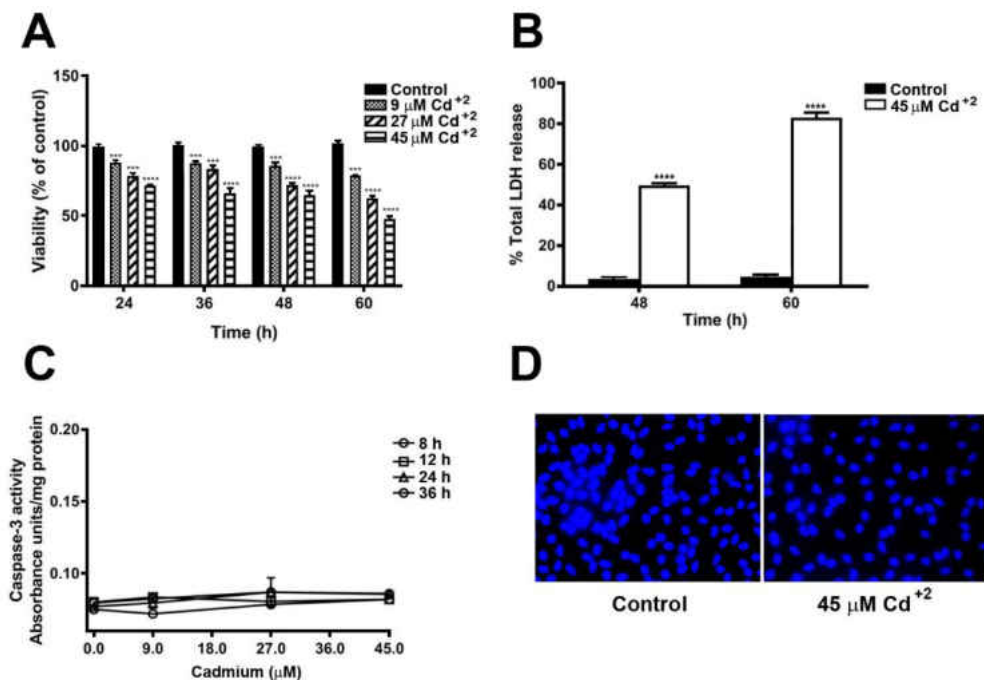 A
150
100
50
0
Viability (% of control)
Control
9 μM Cd +2
27 μM Cd +2
45 μM Cd +2
*** *** ****
*** *** ****
*** **** ****
*** **** ****
24 36 48 60
Time (h)
B
100
80
60
40
20
0
% Total LDH release
Control
45 μM Cd +2
****
****
48 60
Time (h)
C
0.20
0.15
0.10
Caspase-3 activity
Absorbance units/mg protein
8 h
12 h
24 h
36 h
0.0 9.0 18.0 27.0 36.0 45.0
Cadmium (μM)
D
Control 45 μM Cd +2